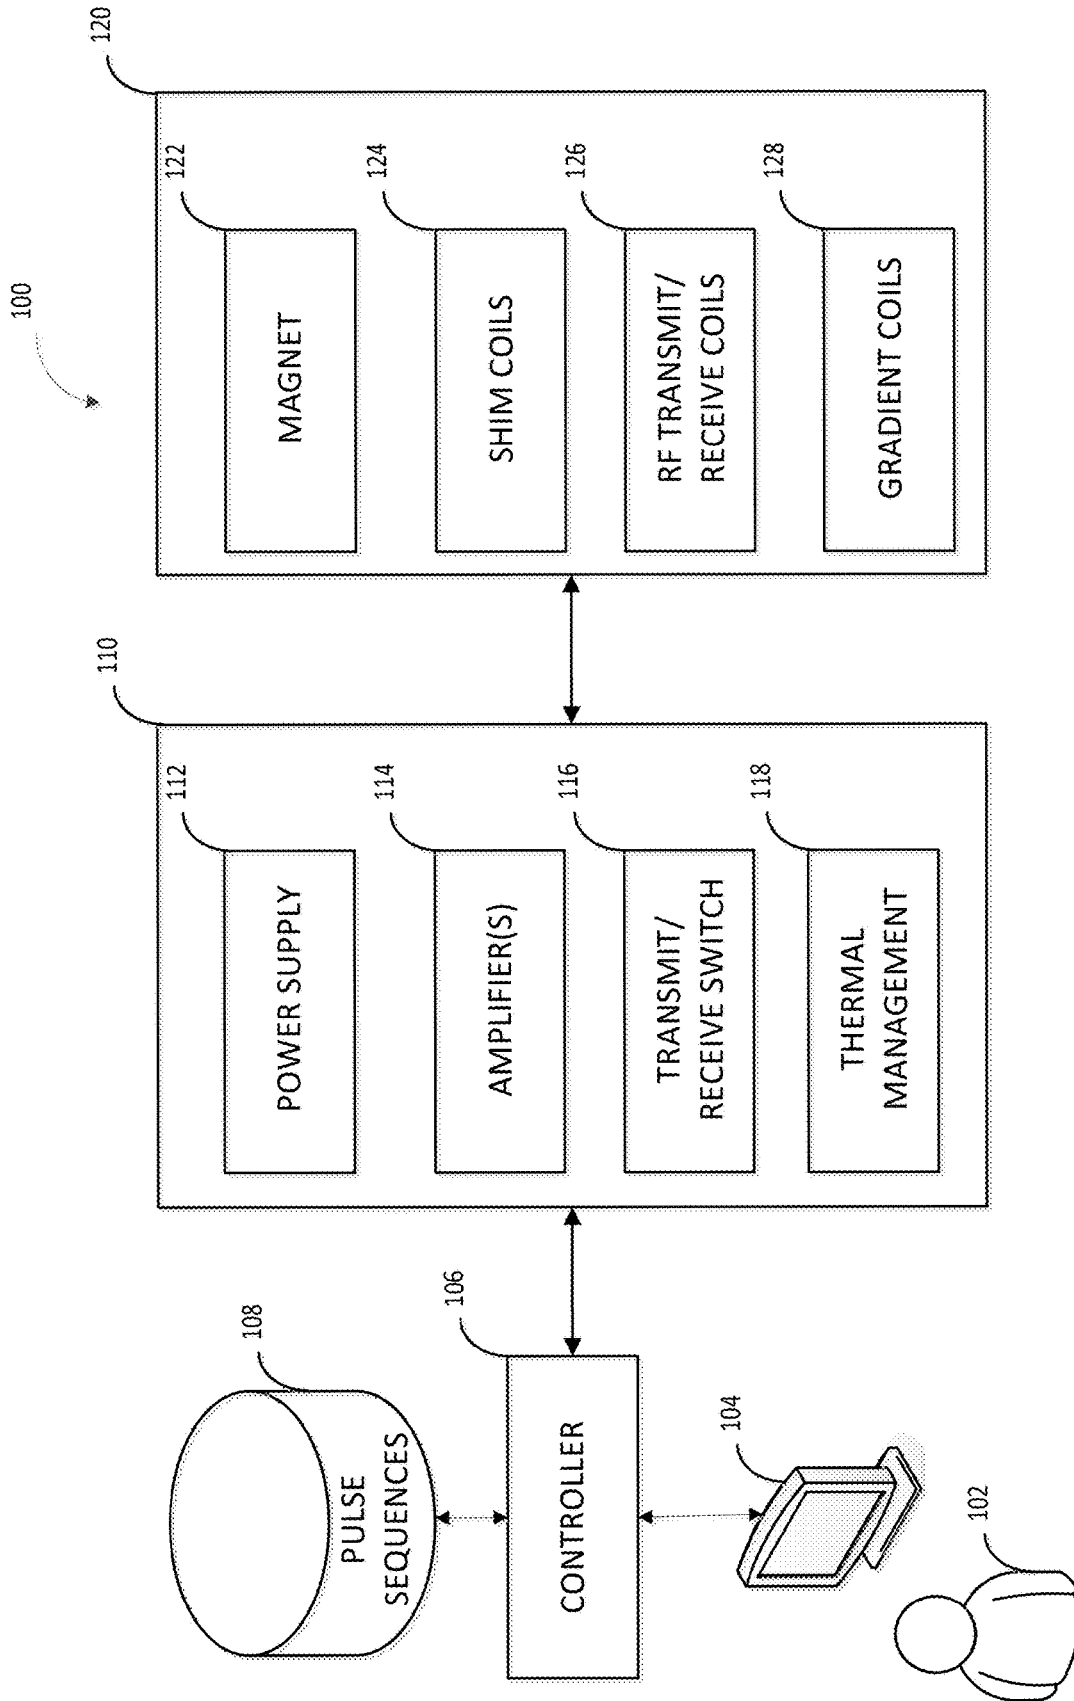 100
108
PULSE
SEQUENCES
106
CONTROLLER
104
102
110
112
POWER SUPPLY
114
AMPLIFIER(S)
116
TRANSMIT/
RECEIVE SWITCH
118
THERMAL
MANAGEMENT
120
122
MAGNET
124
SHIM COILS
126
RF TRANSMIT/
RECEIVE COILS
128
GRADIENT COILS